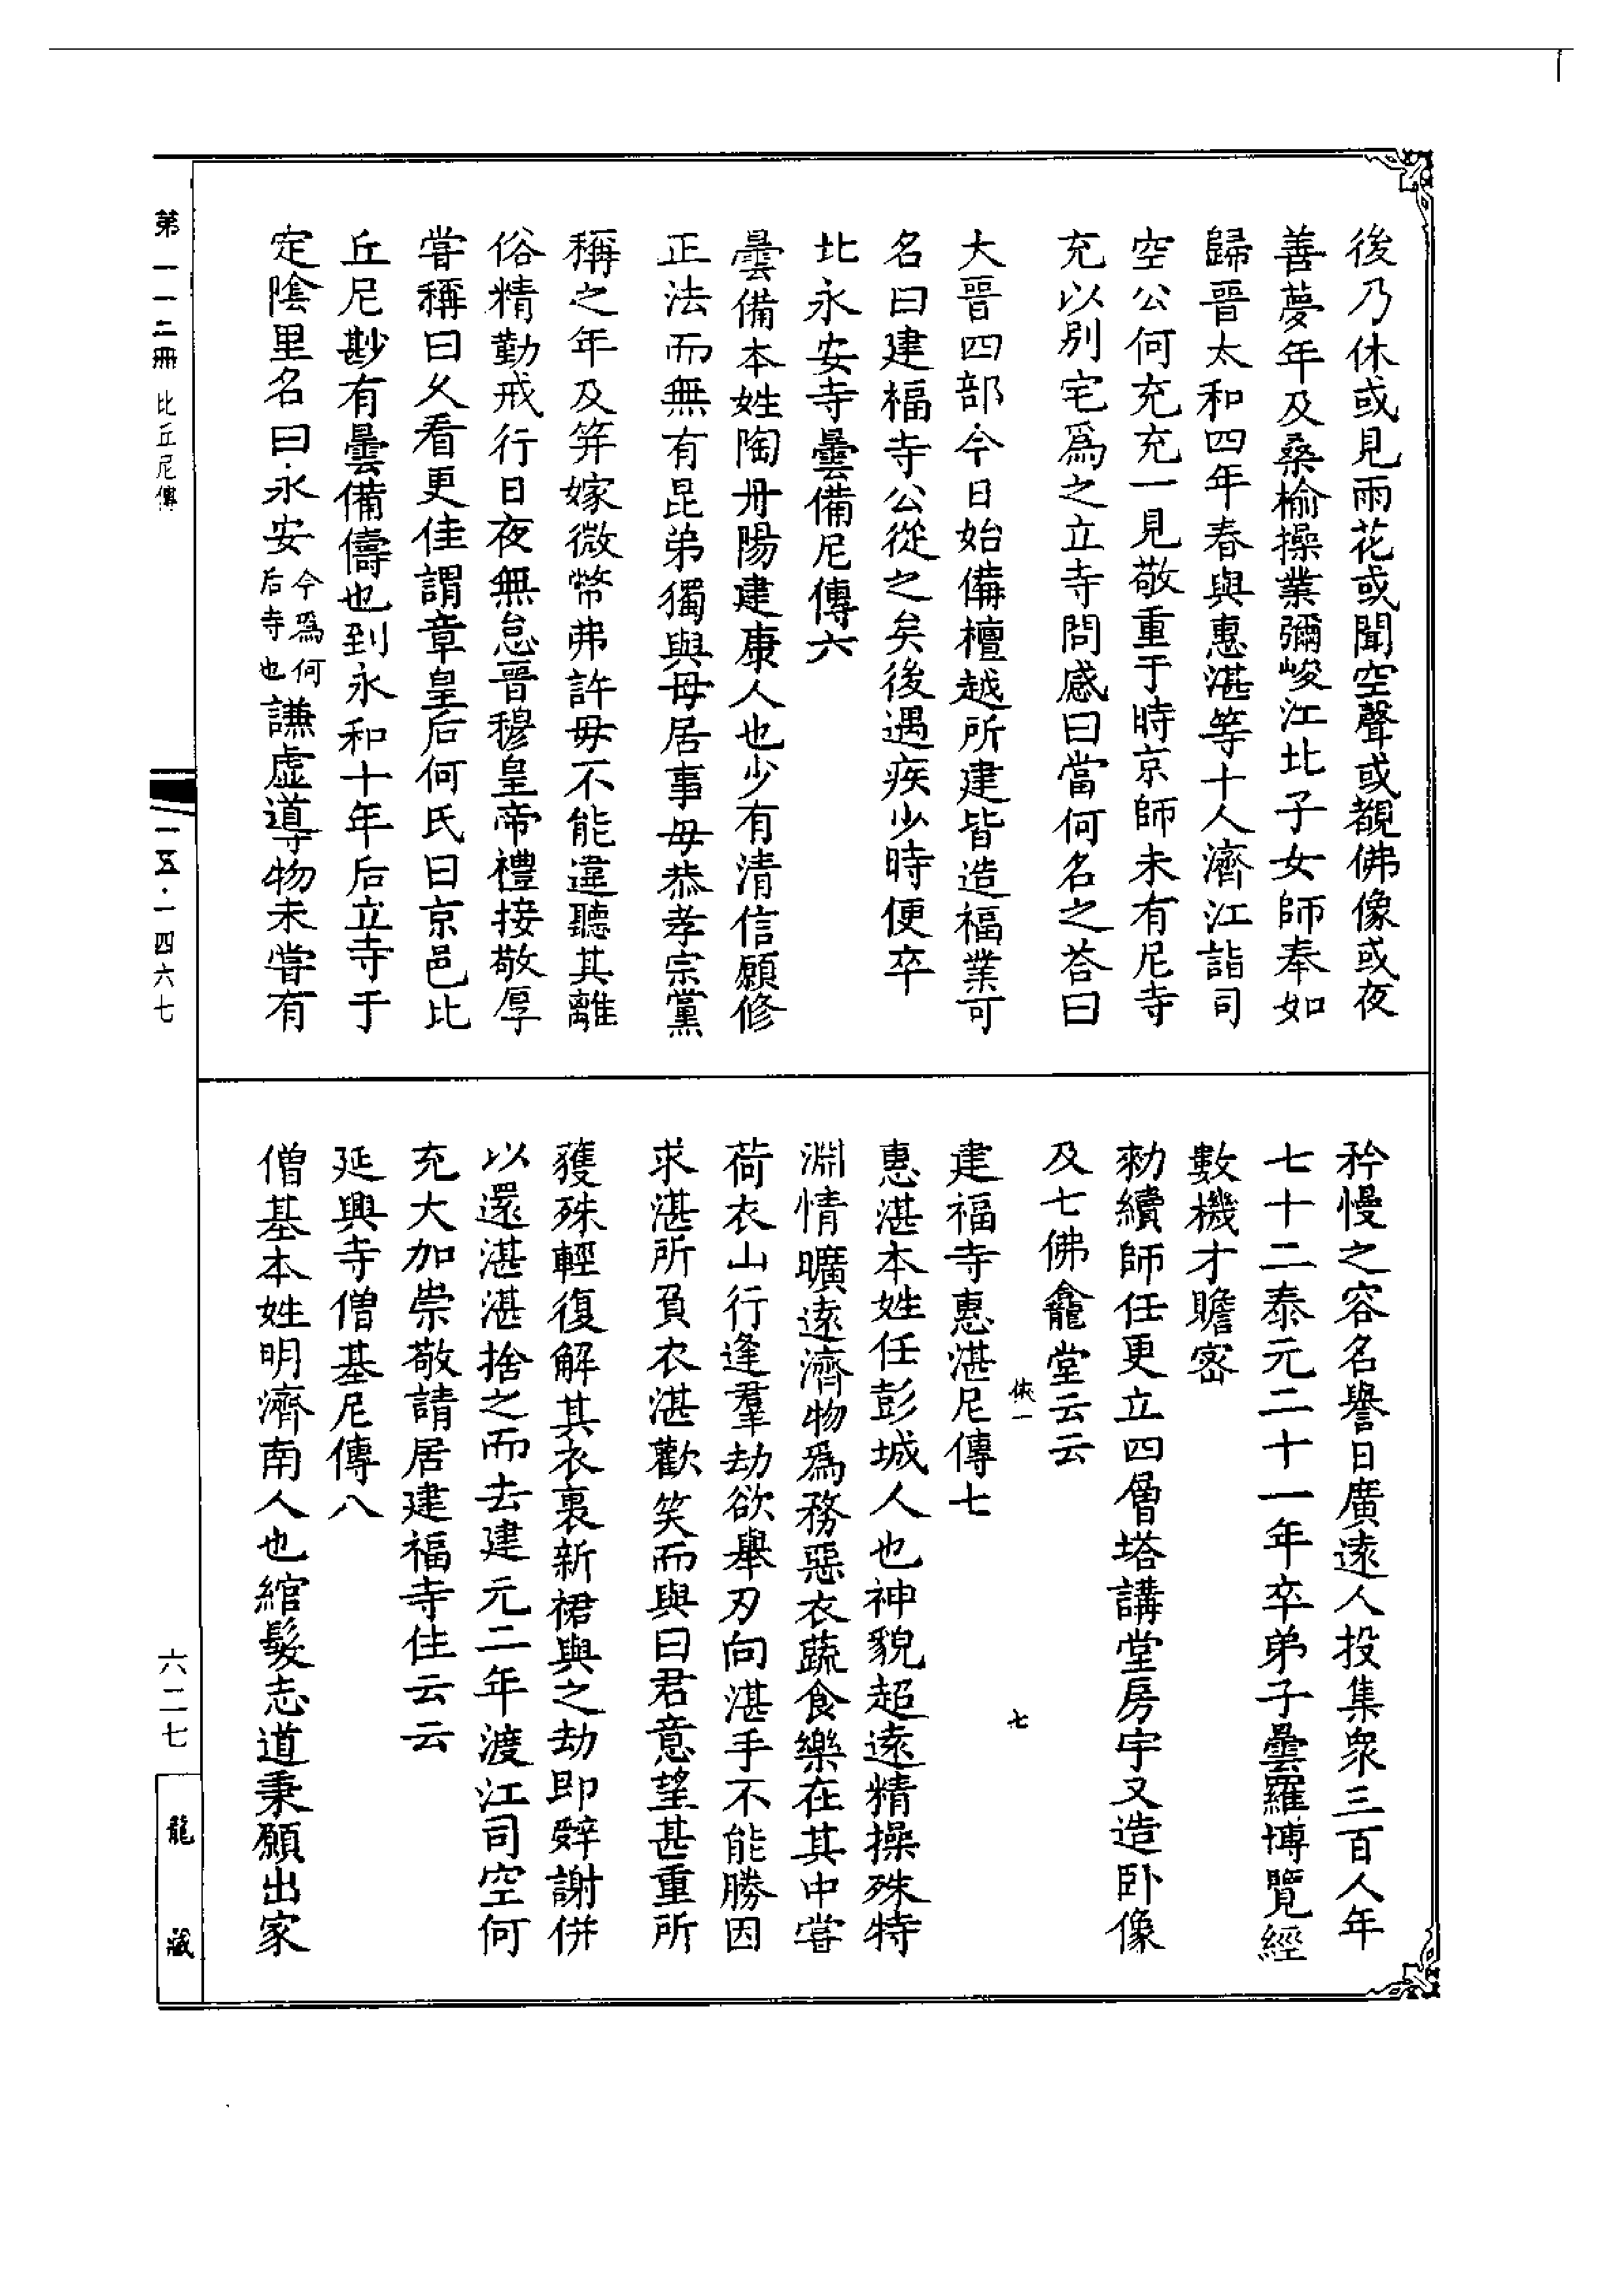 後乃休或見雨花或聞空聲或覩佛像或夜
善夢年及桑榆操業彌峻江北子女師奉如
歸晉太和四年春與惠湛等十人濟江詣司
空公何充充一見敬重于時京師未有尼寺
充以別宅爲之立寺問感曰當何名之荅曰
大晉四部今日始備檀越所建皆造福業可
名曰建福寺公從之矣後遇疾少時便卒
北永安寺曇備尼傳六
曇備本姓陶丹陽建康人也少有清信願修
正法而無有昆弟獨與母居事母恭孝宗黨
稱之年及笄嫁徵幣弗許母不能違聽其離
俗精勤戒行日夜無怠晉穆皇帝禮接敬厚
嘗稱曰久看更佳謂章皇后何氏曰京邑比
丘尼尠有曇備儔也到永和十年后立寺于
定陰里名曰永安今爲何后寺也謙虛導物未嘗有
矜慢之容名譽日廣遠人投集衆三百人年
七十二泰元二十一年卒弟子曇羅博覽經
數機才贍密
勑續師任更立四層塔講堂房宇又造卧像
及七佛龕堂云云
俠一 七
建福寺惠湛尼傳七
惠湛本姓任彭城人也神貌超遠精操殊特
淵情曠遠濟物爲務惡衣蔬食樂在其中嘗
荷衣山行逢羣劫欲舉刃向湛手不能勝因
求湛所負衣湛歡笑而與曰君意望甚重所
獲殊輕復解其衣裏新裙與之劫即辭謝併
以還湛湛捨之而去建元二年渡江司空何
充大加崇敬請居建福寺住云云
延興寺僧基尼傳八
僧基本姓明濟南人也綰髮志道秉願出家
第一一二冊 比丘尼傳
一五·一四六七
六二七
龍藏